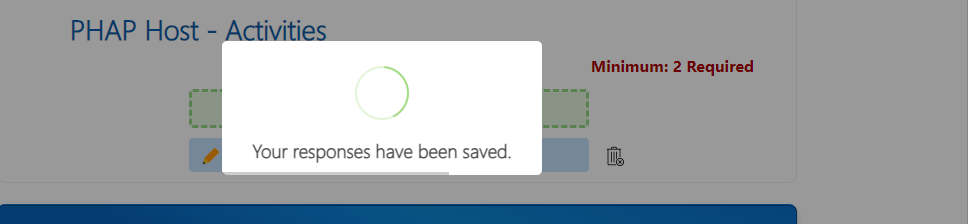 PHAP Host - Activities
Minimum: 2 Required
Your responses have been saved.